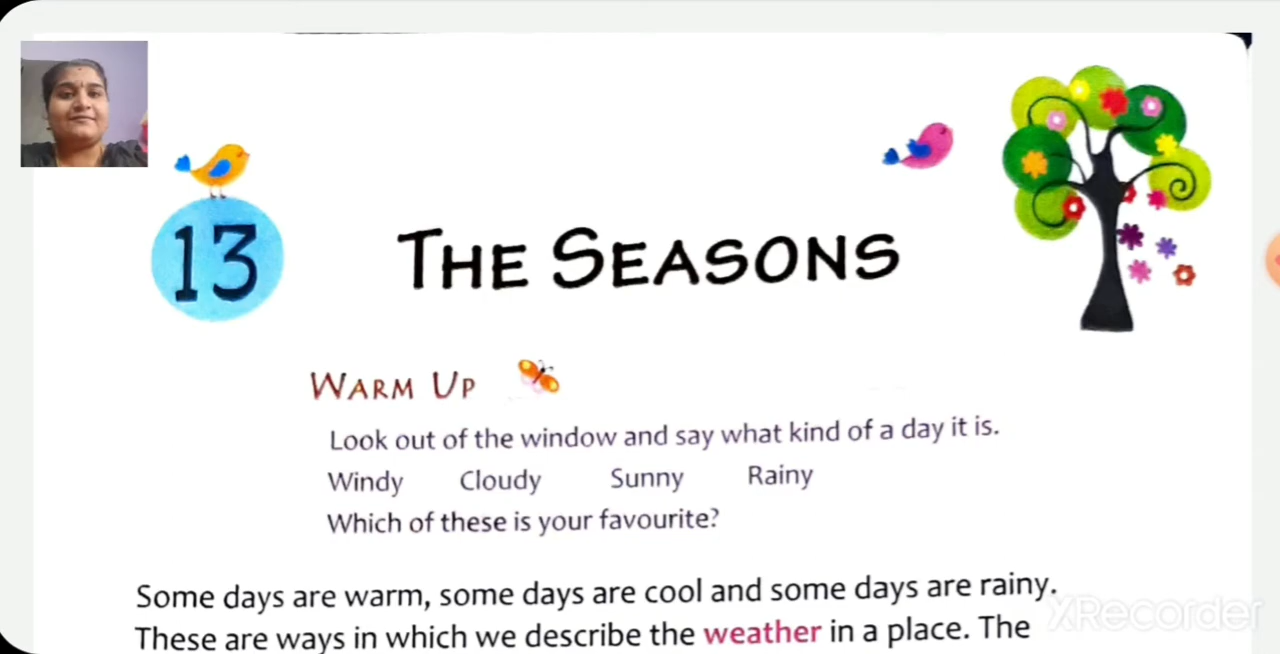 13
THE SEASONS
WARM UP
Look out of the window and say what kind of a day it is.
Windy Cloudy Sunny Rainy
Which of these is your favourite?
Some days are warm, some days are cool and some days are rainy.
These are ways in which we describe the weather in a place. The
XRecorder